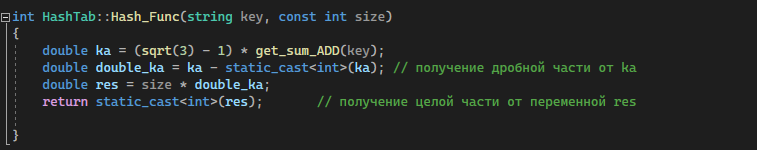 int HashTab::Hash_Func(string key, const int size)
{
double ka = (sqrt(3) - 1) * get_sum_ADD(key);
double double_ka = ka - static_cast<int>(ka); // получение дробной части от ka
double res = size * double_ka;
return static_cast<int>(res); // получение целой части от переменной res
}